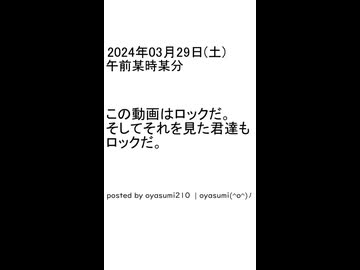 2024年03月29日(土)
午前某時某分
この動画はロックだ。
そしてそれを見た君達も
ロックだ。
posted by oyasumi210 | oyasumi(^o^)ﾉ